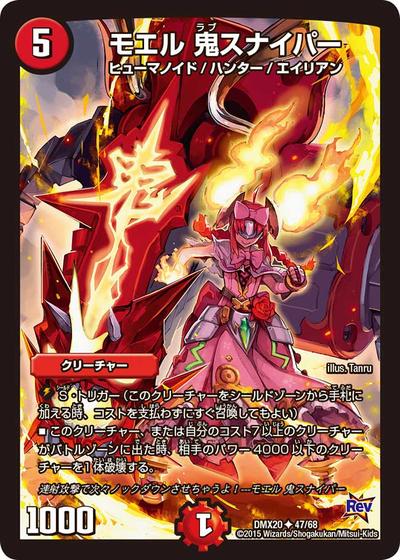 5
ラブ
モエル 鬼スナイパー
ヒューマノイド / ハンター / エイリアン
鬼
illus. Tanru
クリーチャー
シールド
S・トリガー (このクリーチャーをシールドゾーンから手札に
加える時、コストを支払わずにすぐ召喚してもよい)
■ このクリーチャー、または自分のコスト7以上のクリーチャー
がバトルゾーンに出た時、相手のパワー4000以下のクリー
チャーを1体破壊する。
連射攻撃で次々ノックダウンさせちゃうよ!---モエル 鬼スナイパー
1000
1
Rev.
DMX20 ◆ 47/68
©2015 Wizards/Shogakukan/Mitsui-Kids